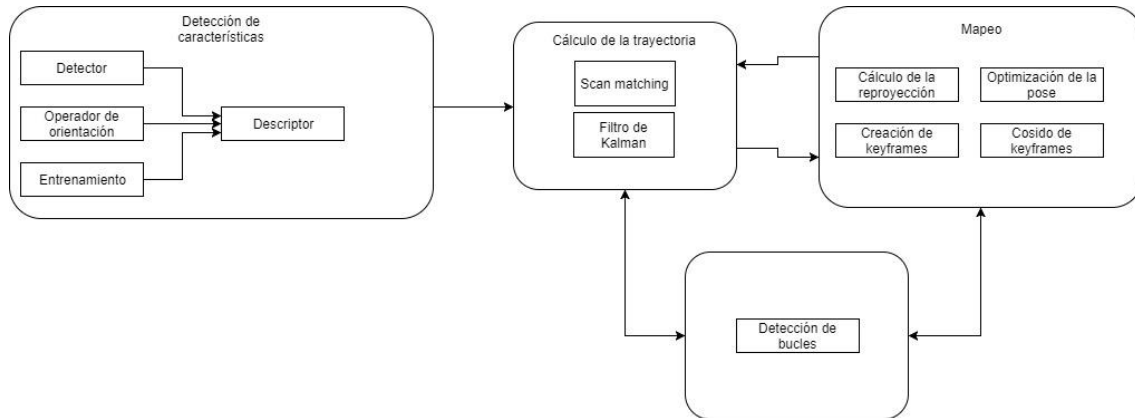 Detección de
características
Detector
Operador de
orientación
Entrenamiento
Descriptor
Cálculo de la trayectoria
Scan matching
Filtro de
Kalman
Mapeo
Cálculo de la
reproyección
Optimización de la
pose
Creación de
keyframes
Cosido de
keyframes
Detección de
bucles